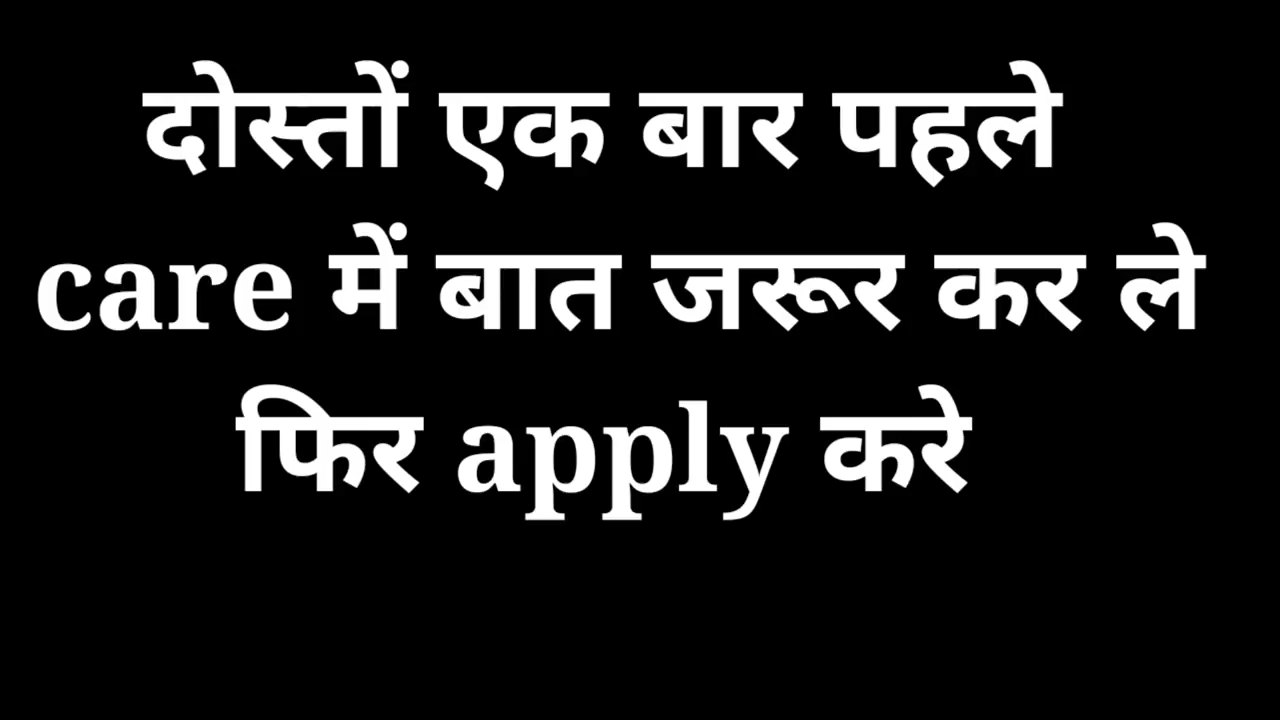 दोस्तों एक बार पहले
care में बात जरूर कर ले
फिर apply करे